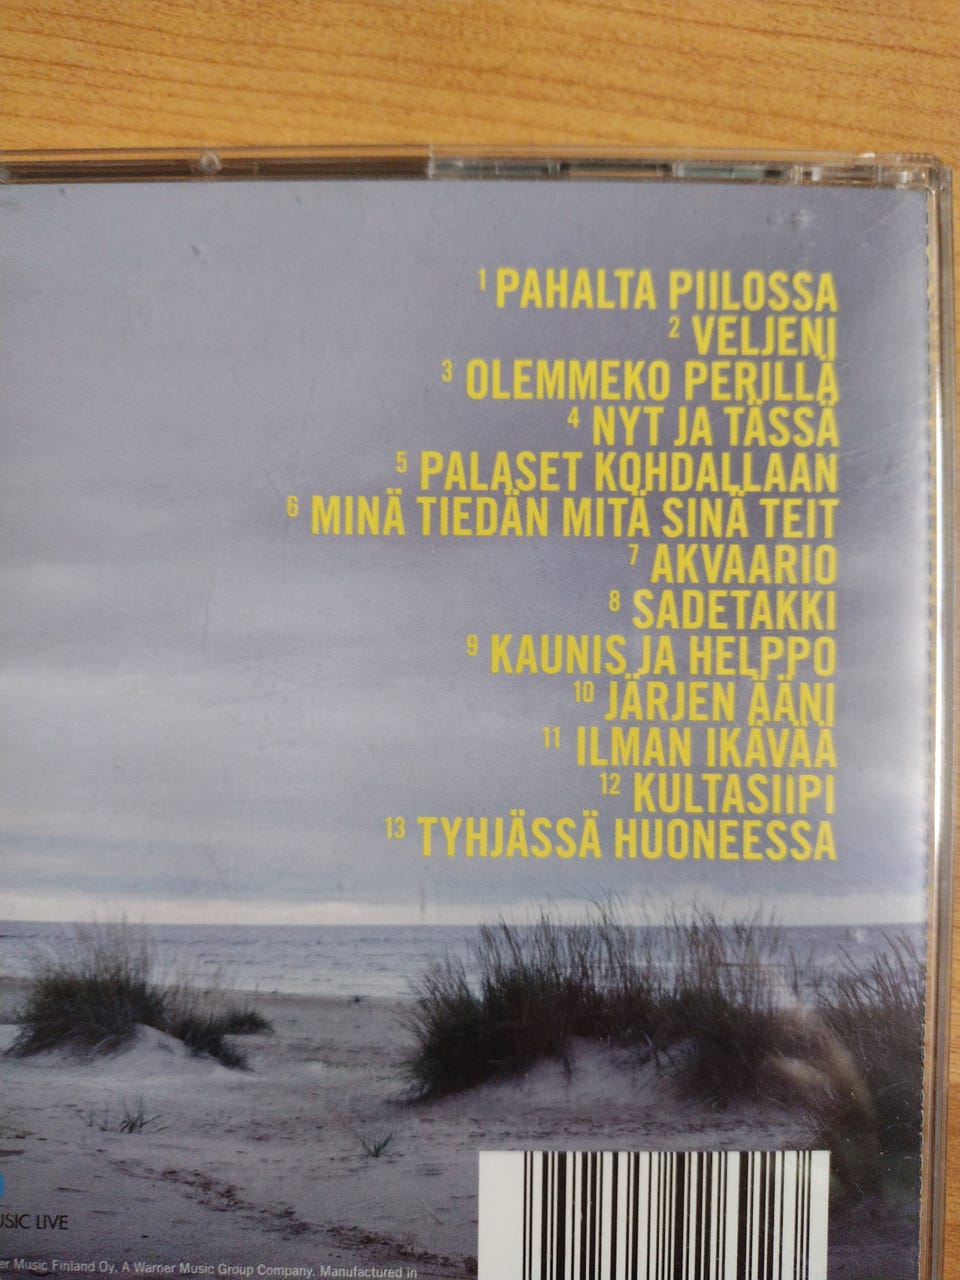 1 PAHALTA PIILOSSA
2 VELJENI
3 OLEMMEKO PERILLÄ
4 NYT JA TÄSSÄ
5 PALASET KOHDALLAAN
6 MINÄ TIEDÄN MITÄ SINÄ TEIT
7 AKVAARIO
8 SADETAKKI
9 KAUNIS JA HELPPO
10 JÄRJEN ÄÄNI
11 ILMAN IKÄVÄÄ
12 KULTASIIPI
13 TYHJÄSSÄ HUONEESSA
USIC LIVE
er Music Finland Oy, A Warner Music Group Company. Manufactured in